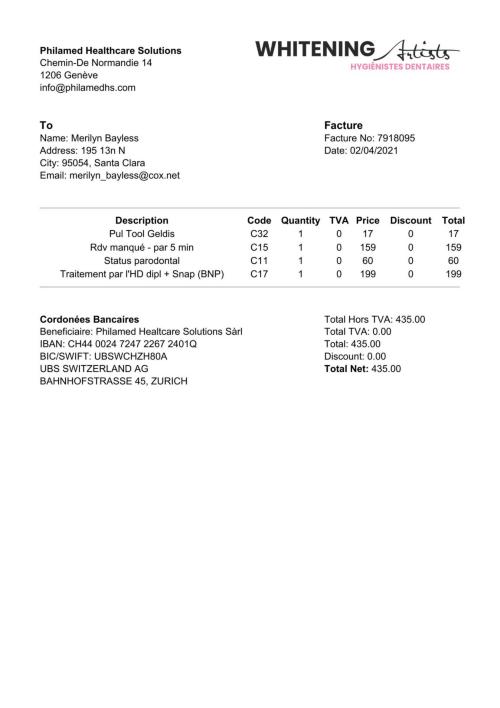 Philamed Healthcare Solutions
Chemin-De Normandie 14
1206 Genève
info@philamedhs.com
WHITENING Artists
HYGIÉNISTES DENTAIRES
To
Name: Merilyn Bayless
Address: 195 13n N
City: 95054, Santa Clara
Email: merilyn_bayless@cox.net
Facture
Facture No: 7918095
Date: 02/04/2021
Description Code Quantity TVA Price Discount Total
Pul Tool Geldis C32 1 0 17 0 17
Rdv manqué - par 5 min C15 1 0 159 0 159
Status parodontal C11 1 0 60 0 60
Traitement par l'HD dipl + Snap (BNP) C17 1 0 199 0 199
Cordonées Bancaires
Beneficiaire: Philamed Healtcare Solutions Sàrl
IBAN: CH44 0024 7247 2267 2401Q
BIC/SWIFT: UBSWCHZH80A
UBS SWITZERLAND AG
BAHNHOFSTRASSE 45, ZURICH
Total Hors TVA: 435.00
Total TVA: 0.00
Total: 435.00
Discount: 0.00
Total Net: 435.00